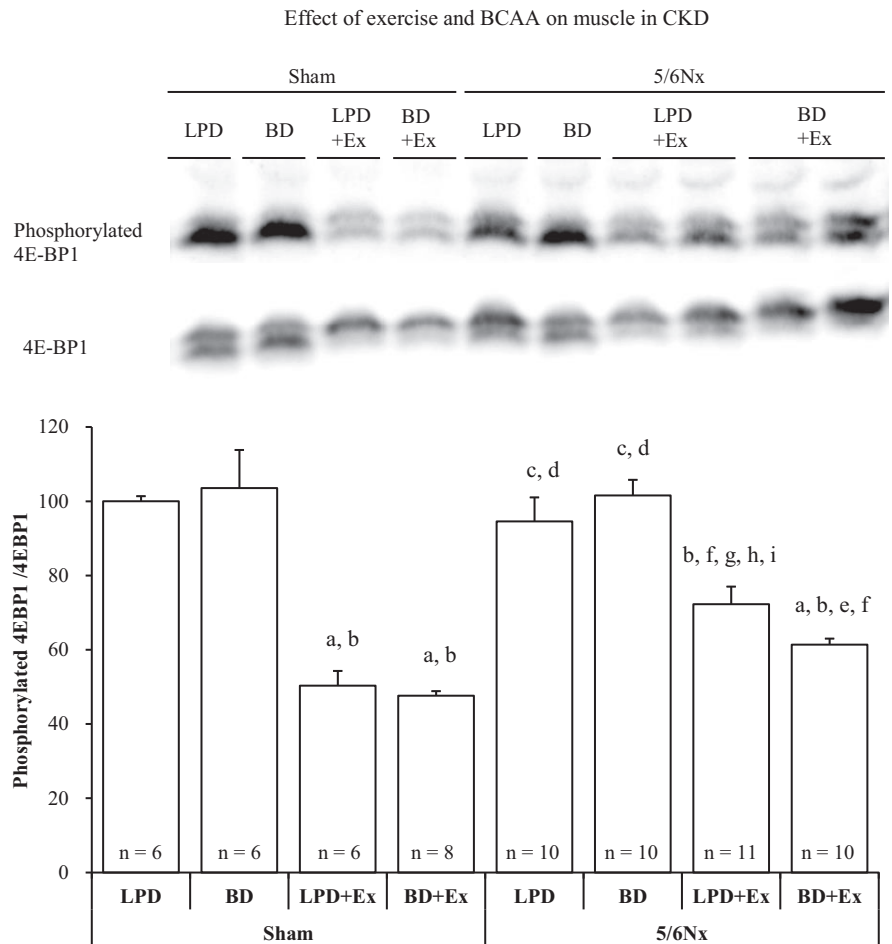 Effect of exercise and BCAA on muscle in CKD
Sham 5/6Nx
LPD BD LPD +Ex BD +Ex LPD BD LPD +Ex BD +Ex
Phosphorylated
4E-BP1
4E-BP1
Phosphorylated 4EBP1 /4EBP1
120
100
80
60
40
20
0
c, d c, d
b, f, g, h, i
a, b, e, f
a, b a, b
n = 6 n = 6 n = 6 n = 8 n = 10 n = 10 n = 11 n = 10
LPD BD LPD+Ex BD+Ex LPD BD LPD+Ex BD+Ex
Sham 5/6Nx